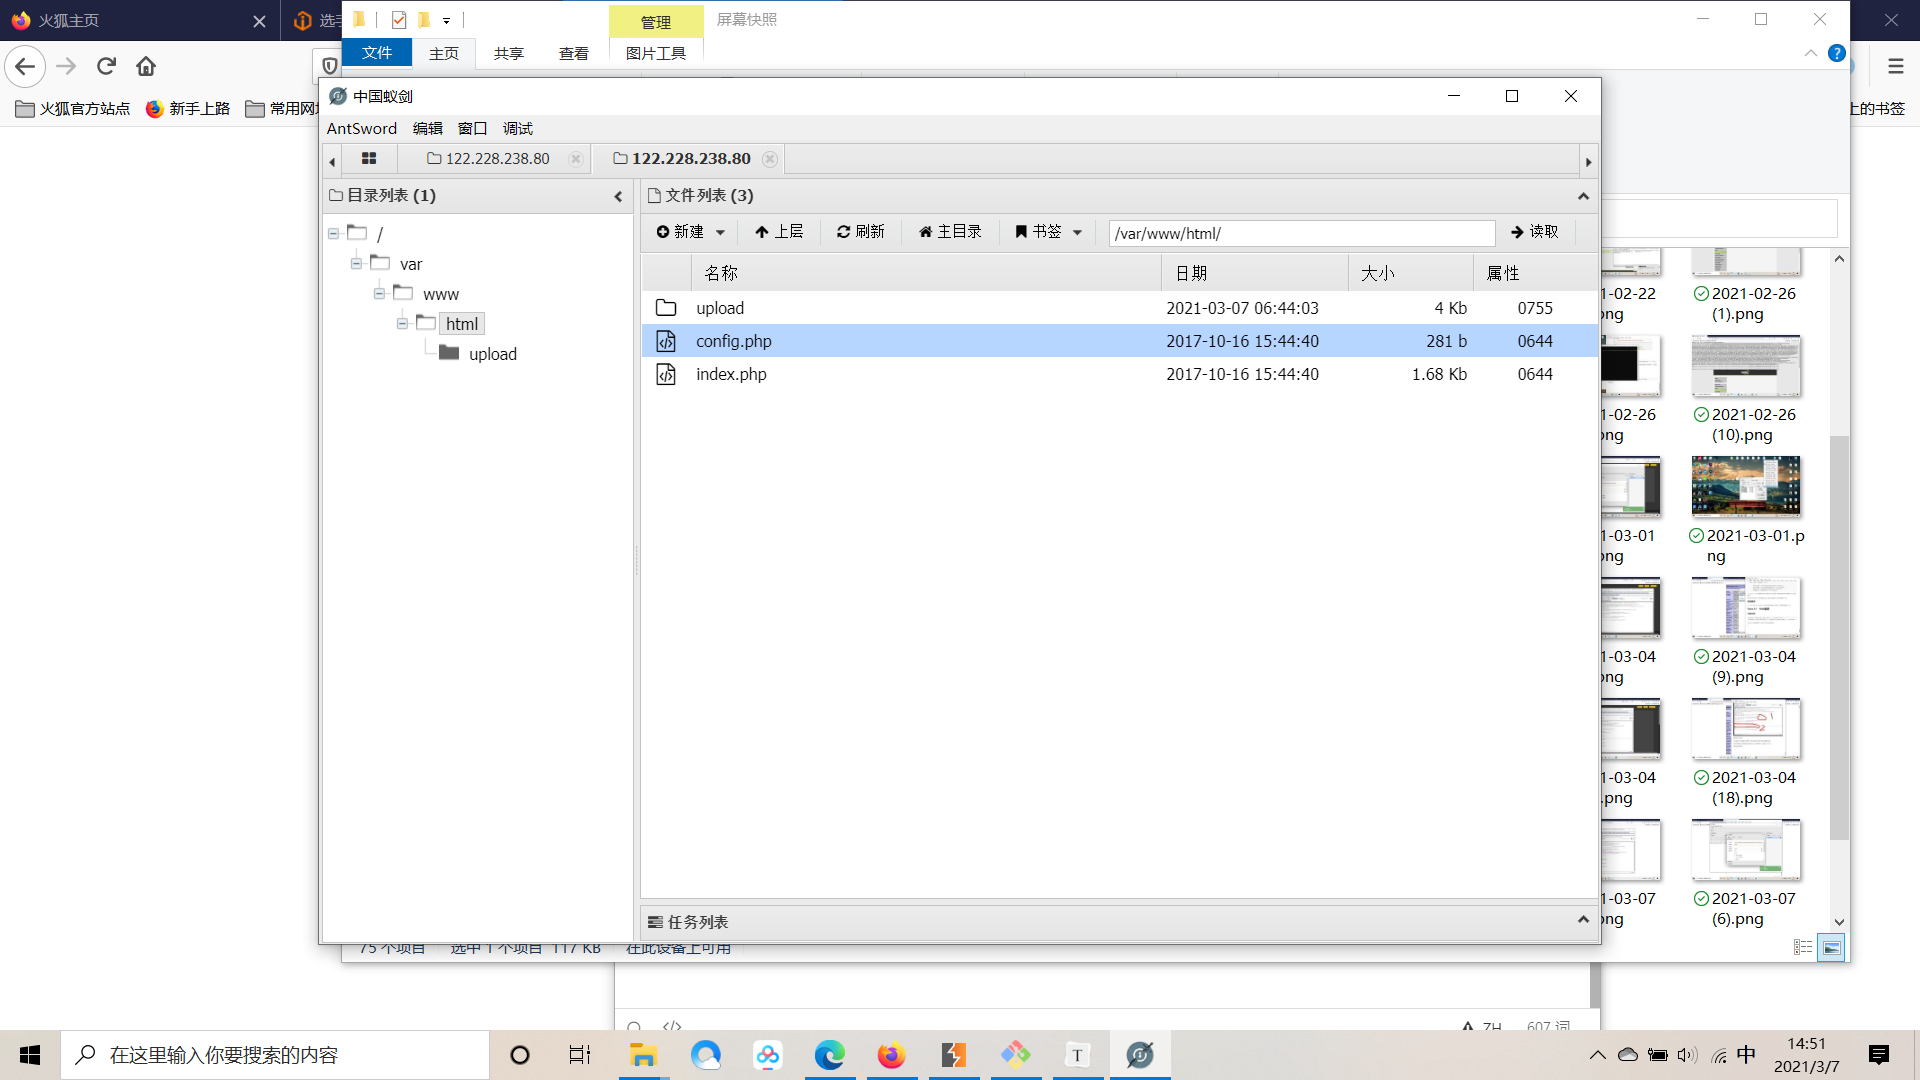 火狐主页
选手
管理
屏幕快照
文件
主页
共享
查看
图片工具
火狐官方站点
新手上路
常用网址
上的书签
中国蚁剑
AntSword 编辑 窗口 调试
122.228.238.80
122.228.238.80
目录列表 (1)
文件列表 (3)
新建
上层
刷新
主目录
书签
/var/www/html/
读取
/
var
www
html
upload
名称 日期 大小 属性
upload 2021-03-07 06:44:03 4 Kb 0755
config.php 2017-10-16 15:44:40 281 b 0644
index.php 2017-10-16 15:44:40 1.68 Kb 0644
任务列表
1-02-22
png
2021-02-26
(1).png
1-02-26
png
2021-02-26
(10).png
1-03-01
png
2021-03-01.p
ng
1-03-04
png
2021-03-04
(9).png
1-03-04
.png
2021-03-04
(18).png
1-03-07
png
2021-03-07
(6).png
75 个项目 选中 1 个项目 117 KB 在此设备上可用
ZH 607 词
在这里输入你要搜索的内容
T
中
14:51
2021/3/7